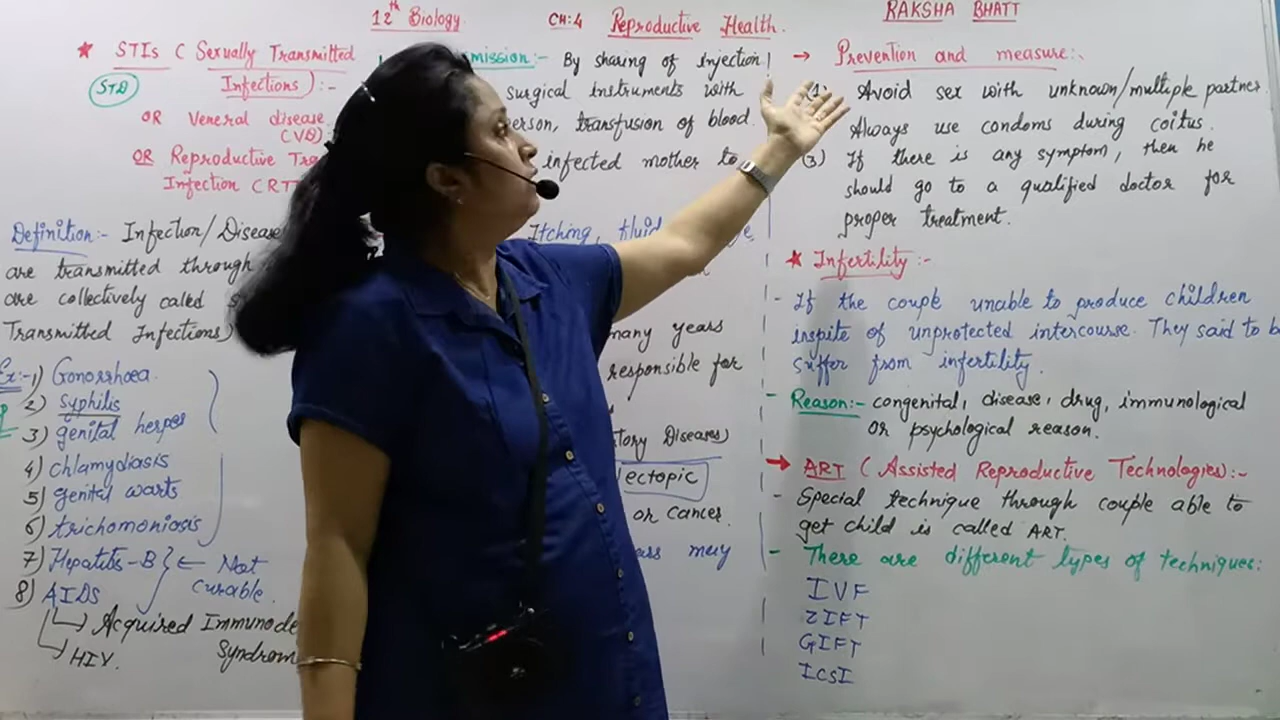 12th Biology.
CH:4 Reproductive Health.
RAKSHA BHATT
* STIs ( Sexually Transmitted
STD
Infections) :-
OR Veneral disease
(VD)
OR Reproductive
Infection (RTI
Definition:- Infection/Disease
are transmitted through
are collectively called
Transmitted Infections)
Ex:- 1) Gonorrhoea.
2) Syphilis
3) genital herpes
4) chlamydiasis
5) genital warts
6) trichomoniosis
7) Hepatitis-B } ← Not
curable.
8) AIDS
↳ Acquired Immunode
Syndrom
↳ HIV.
mission:- By sharing of injection/
surgical instruments with
erson, transfusion of blood.
infected mother to
Itching, fluid
many years
responsible for
tory Diseases)
ectopic
or cancer.
may
→ Prevention and measure:-
(1) Avoid sex with unknown/multiple partner.
Always use condoms during coitus.
(3) If there is any symptom, then he
should go to a qualified doctor for
proper treatment.
* Infertility :-
- If the couple unable to produce children
inspite of unprotected intercourse. They said to b
suffer from infertility.
- Reason:- congenital, disease, drug, immunological
or psychological reason.
→ ART ( Assisted Reproductive Technologies):-
- Special technique through couple able to
get child is called ART.
- There are different types of techniques:
IVF
ZIFT
GIFT
ICSI